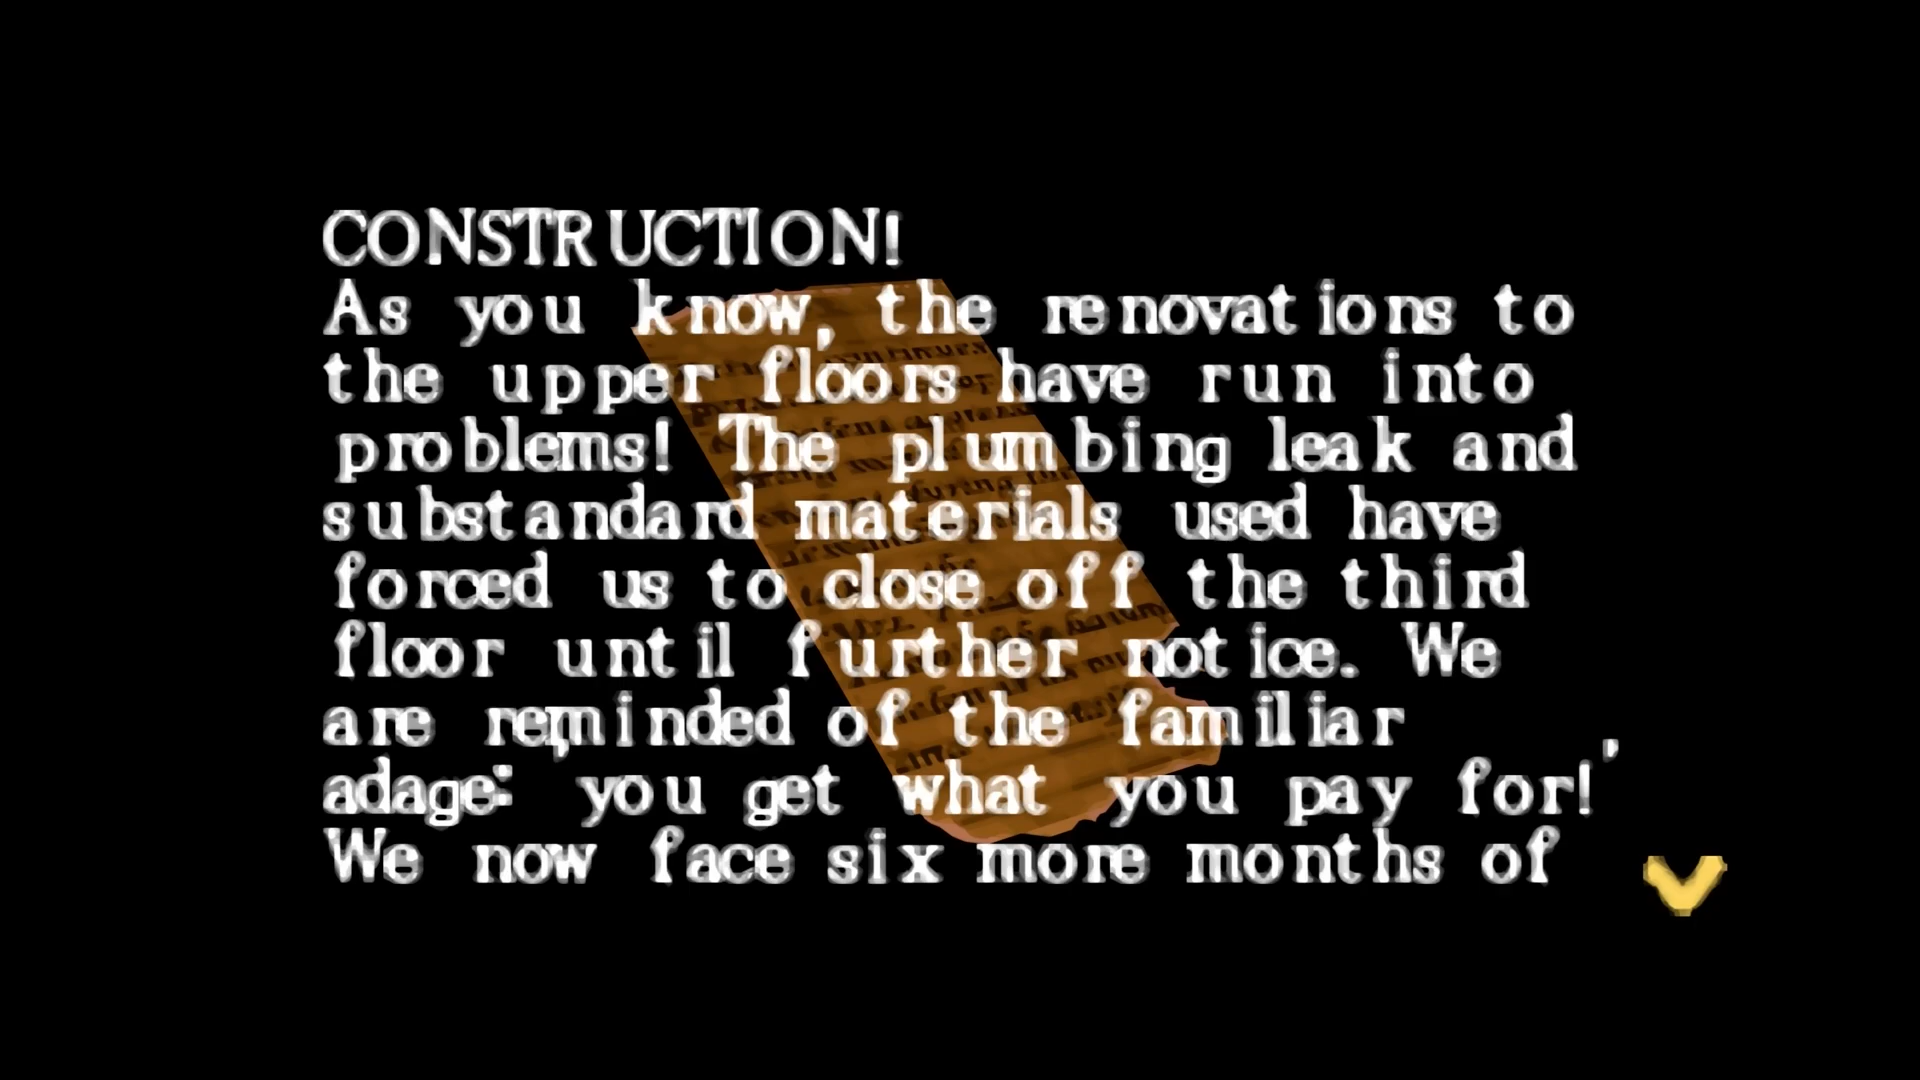 CONSTRUCTION!
As you know, the renovations to
the upper floors have run into
problems! The plumbing leak and
substandard materials used have
forced us to close off the third
floor until further notice. We
are reminded of the familiar
adage: 'you get what you pay for!'
We now face six more months of